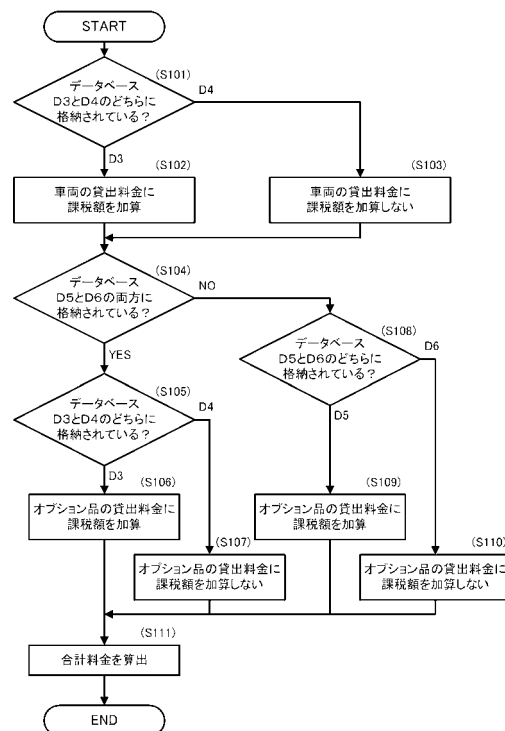 START
(S101)
データベース
D3とD4のどちらに
格納されている？
D4
D3
(S102)
車両の貸出料金に
課税額を加算
(S103)
車両の貸出料金に
課税額を加算しない
(S104)
データベース
D5とD6の両方に
格納されている？
NO
YES
(S108)
データベース
D5とD6のどちらに
格納されている？
D6
D5
(S105)
データベース
D3とD4のどちらに
格納されている？
D4
D3
(S106)
オプション品の貸出料金に
課税額を加算
(S107)
オプション品の貸出料金に
課税額を加算しない
(S109)
オプション品の貸出料金に
課税額を加算
(S110)
オプション品の貸出料金に
課税額を加算しない
(S111)
合計料金を算出
END